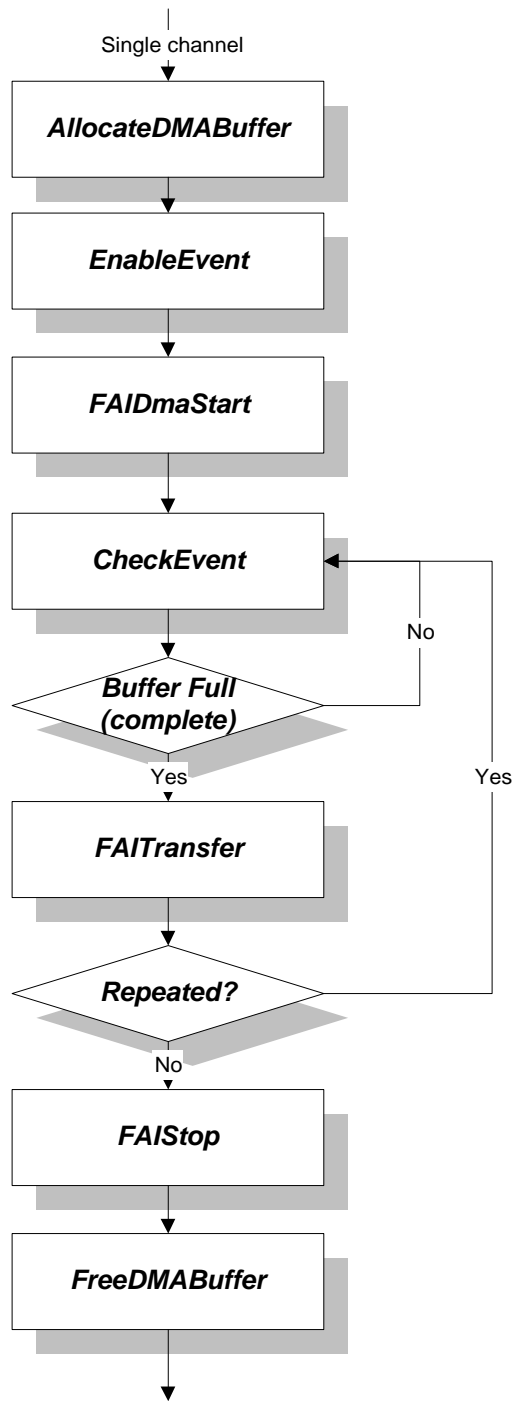 Single channel
AllocateDMABuffer
EnableEvent
FAIDmaStart
CheckEvent
No
Buffer Full
(complete)
Yes
Yes
FAITransfer
Repeated?
No
FAIStop
FreeDMABuffer